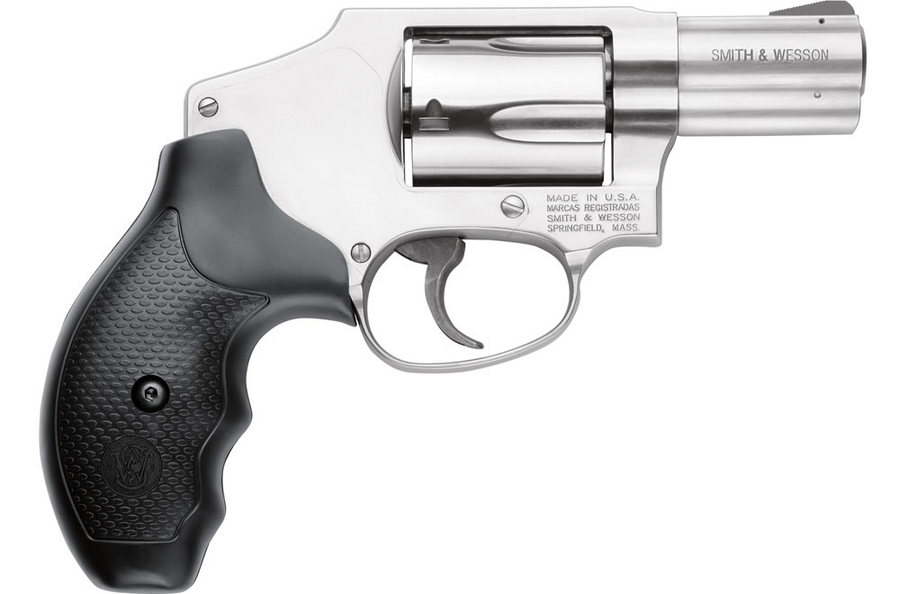 SMITH & WESSON
MADE IN U.S.A.
MARCAS REGISTRADAS
SMITH & WESSON
SPRINGFIELD, MASS.